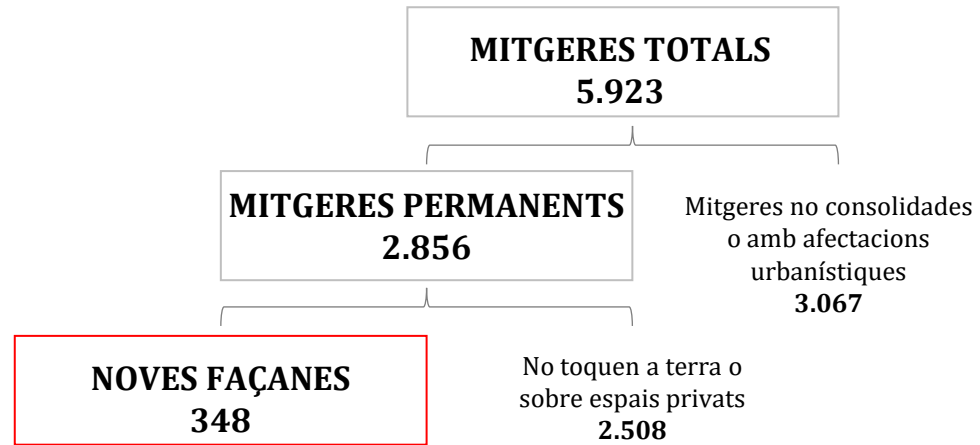 MITGERES TOTALS
5.923
MITGERES PERMANENTS
2.856
Mitgeres no consolidades
o amb afectacions
urbanístiques
3.067
NOVES FAÇANES
348
No toquen a terra o
sobre espais privats
2.508